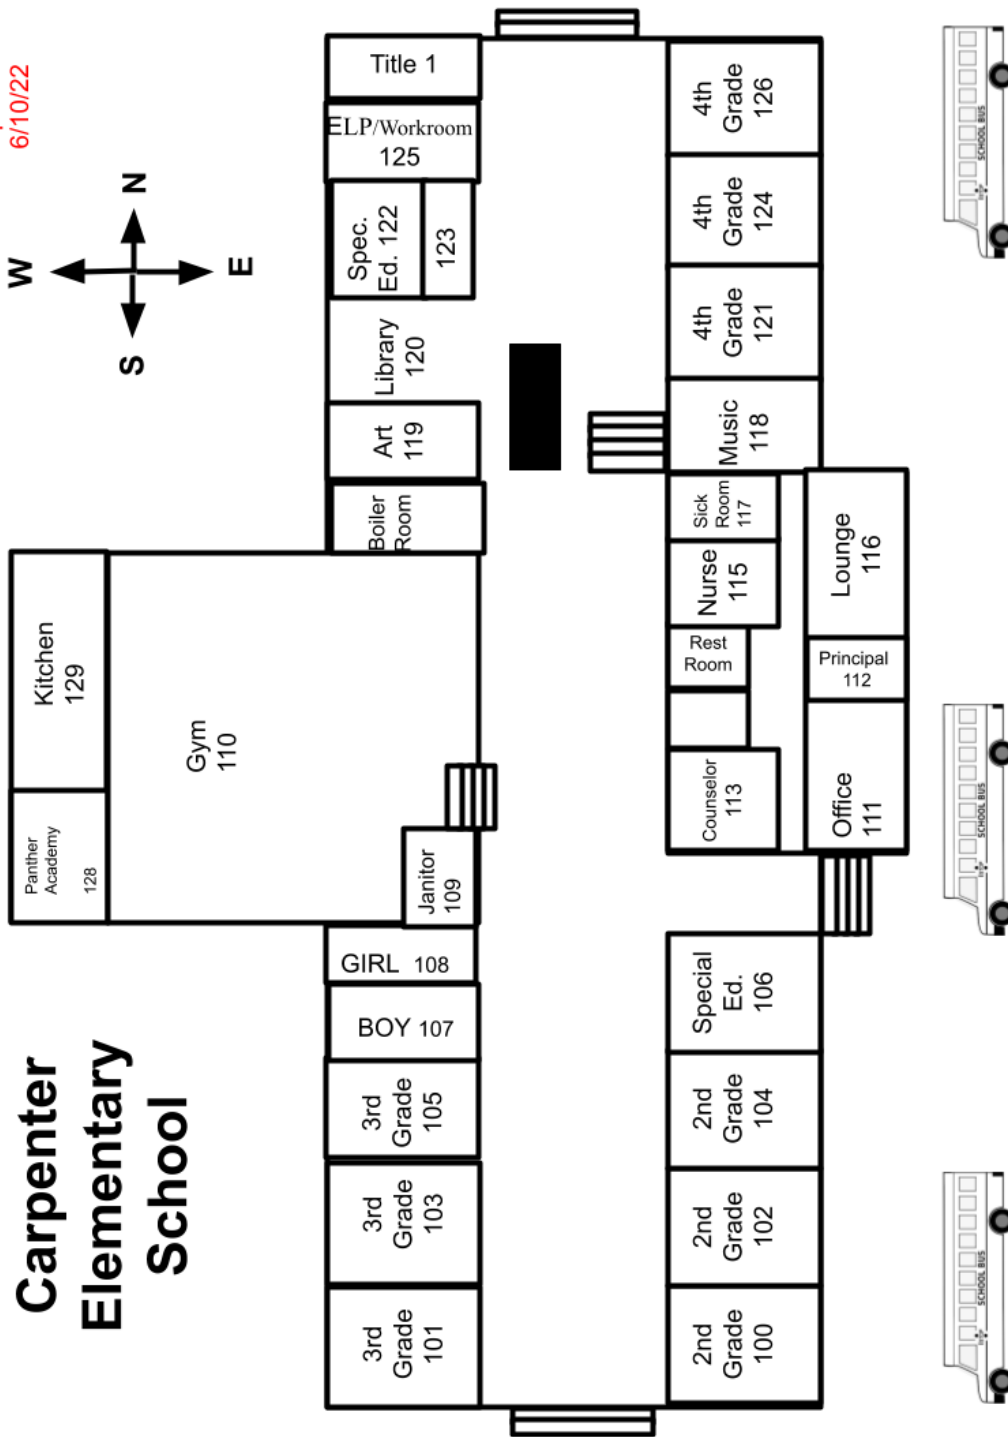 6/10/22
W
N
S
E
Carpenter
Elementary
School
Title 1
ELP/Workroom
125
Spec.
Ed. 122
123
Library
120
Art
119
Boiler
Room
Kitchen
129
Gym
110
Panther
Academy
128
Janitor
109
GIRL 108
BOY 107
3rd
Grade
105
3rd
Grade
103
3rd
Grade
101
4th
Grade
126
4th
Grade
124
4th
Grade
121
Music
118
Sick
Room
117
Nurse
115
Rest
Room
Counselor
113
Lounge
116
Principal
112
Office
111
Special
Ed.
106
2nd
Grade
104
2nd
Grade
102
2nd
Grade
100
SCHOOL BUS
SCHOOL BUS
SCHOOL BUS